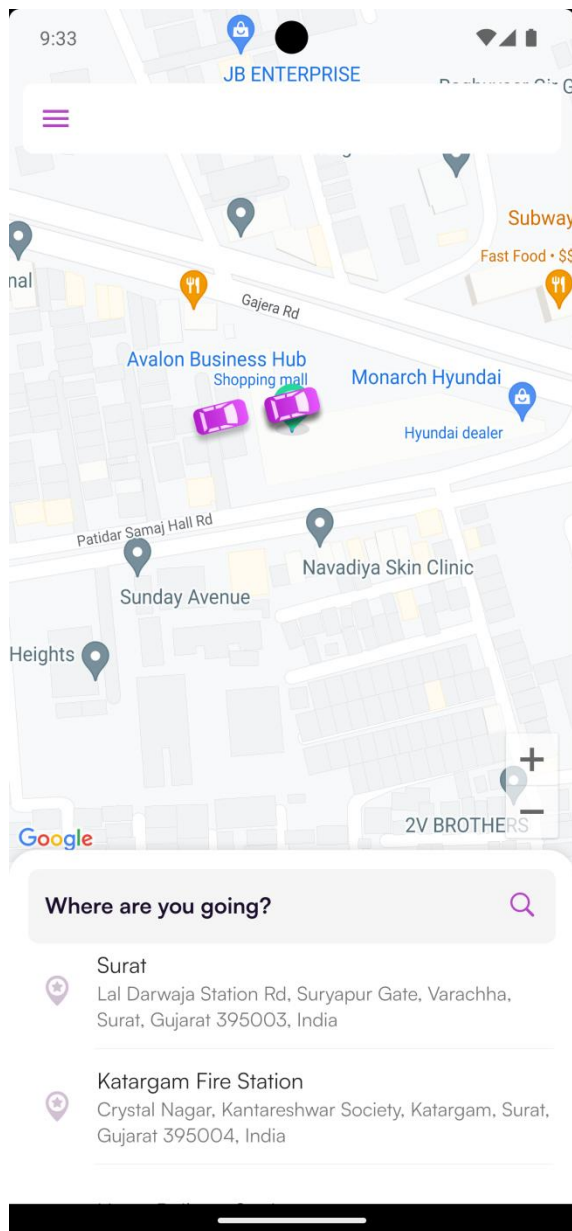 9:33
JB ENTERPRISE
Subway
Fast Food • $$
nal
Gajera Rd
Avalon Business Hub
Shopping mall
Monarch Hyundai
Hyundai dealer
Patidar Samaj Hall Rd
Navadiya Skin Clinic
Sunday Avenue
Heights
2V BROTHERS
Google
Where are you going?
Surat
Lal Darwaja Station Rd, Suryapur Gate, Varachha,
Surat, Gujarat 395003, India
Katargam Fire Station
Crystal Nagar, Kantareshwar Society, Katargam, Surat,
Gujarat 395004, India